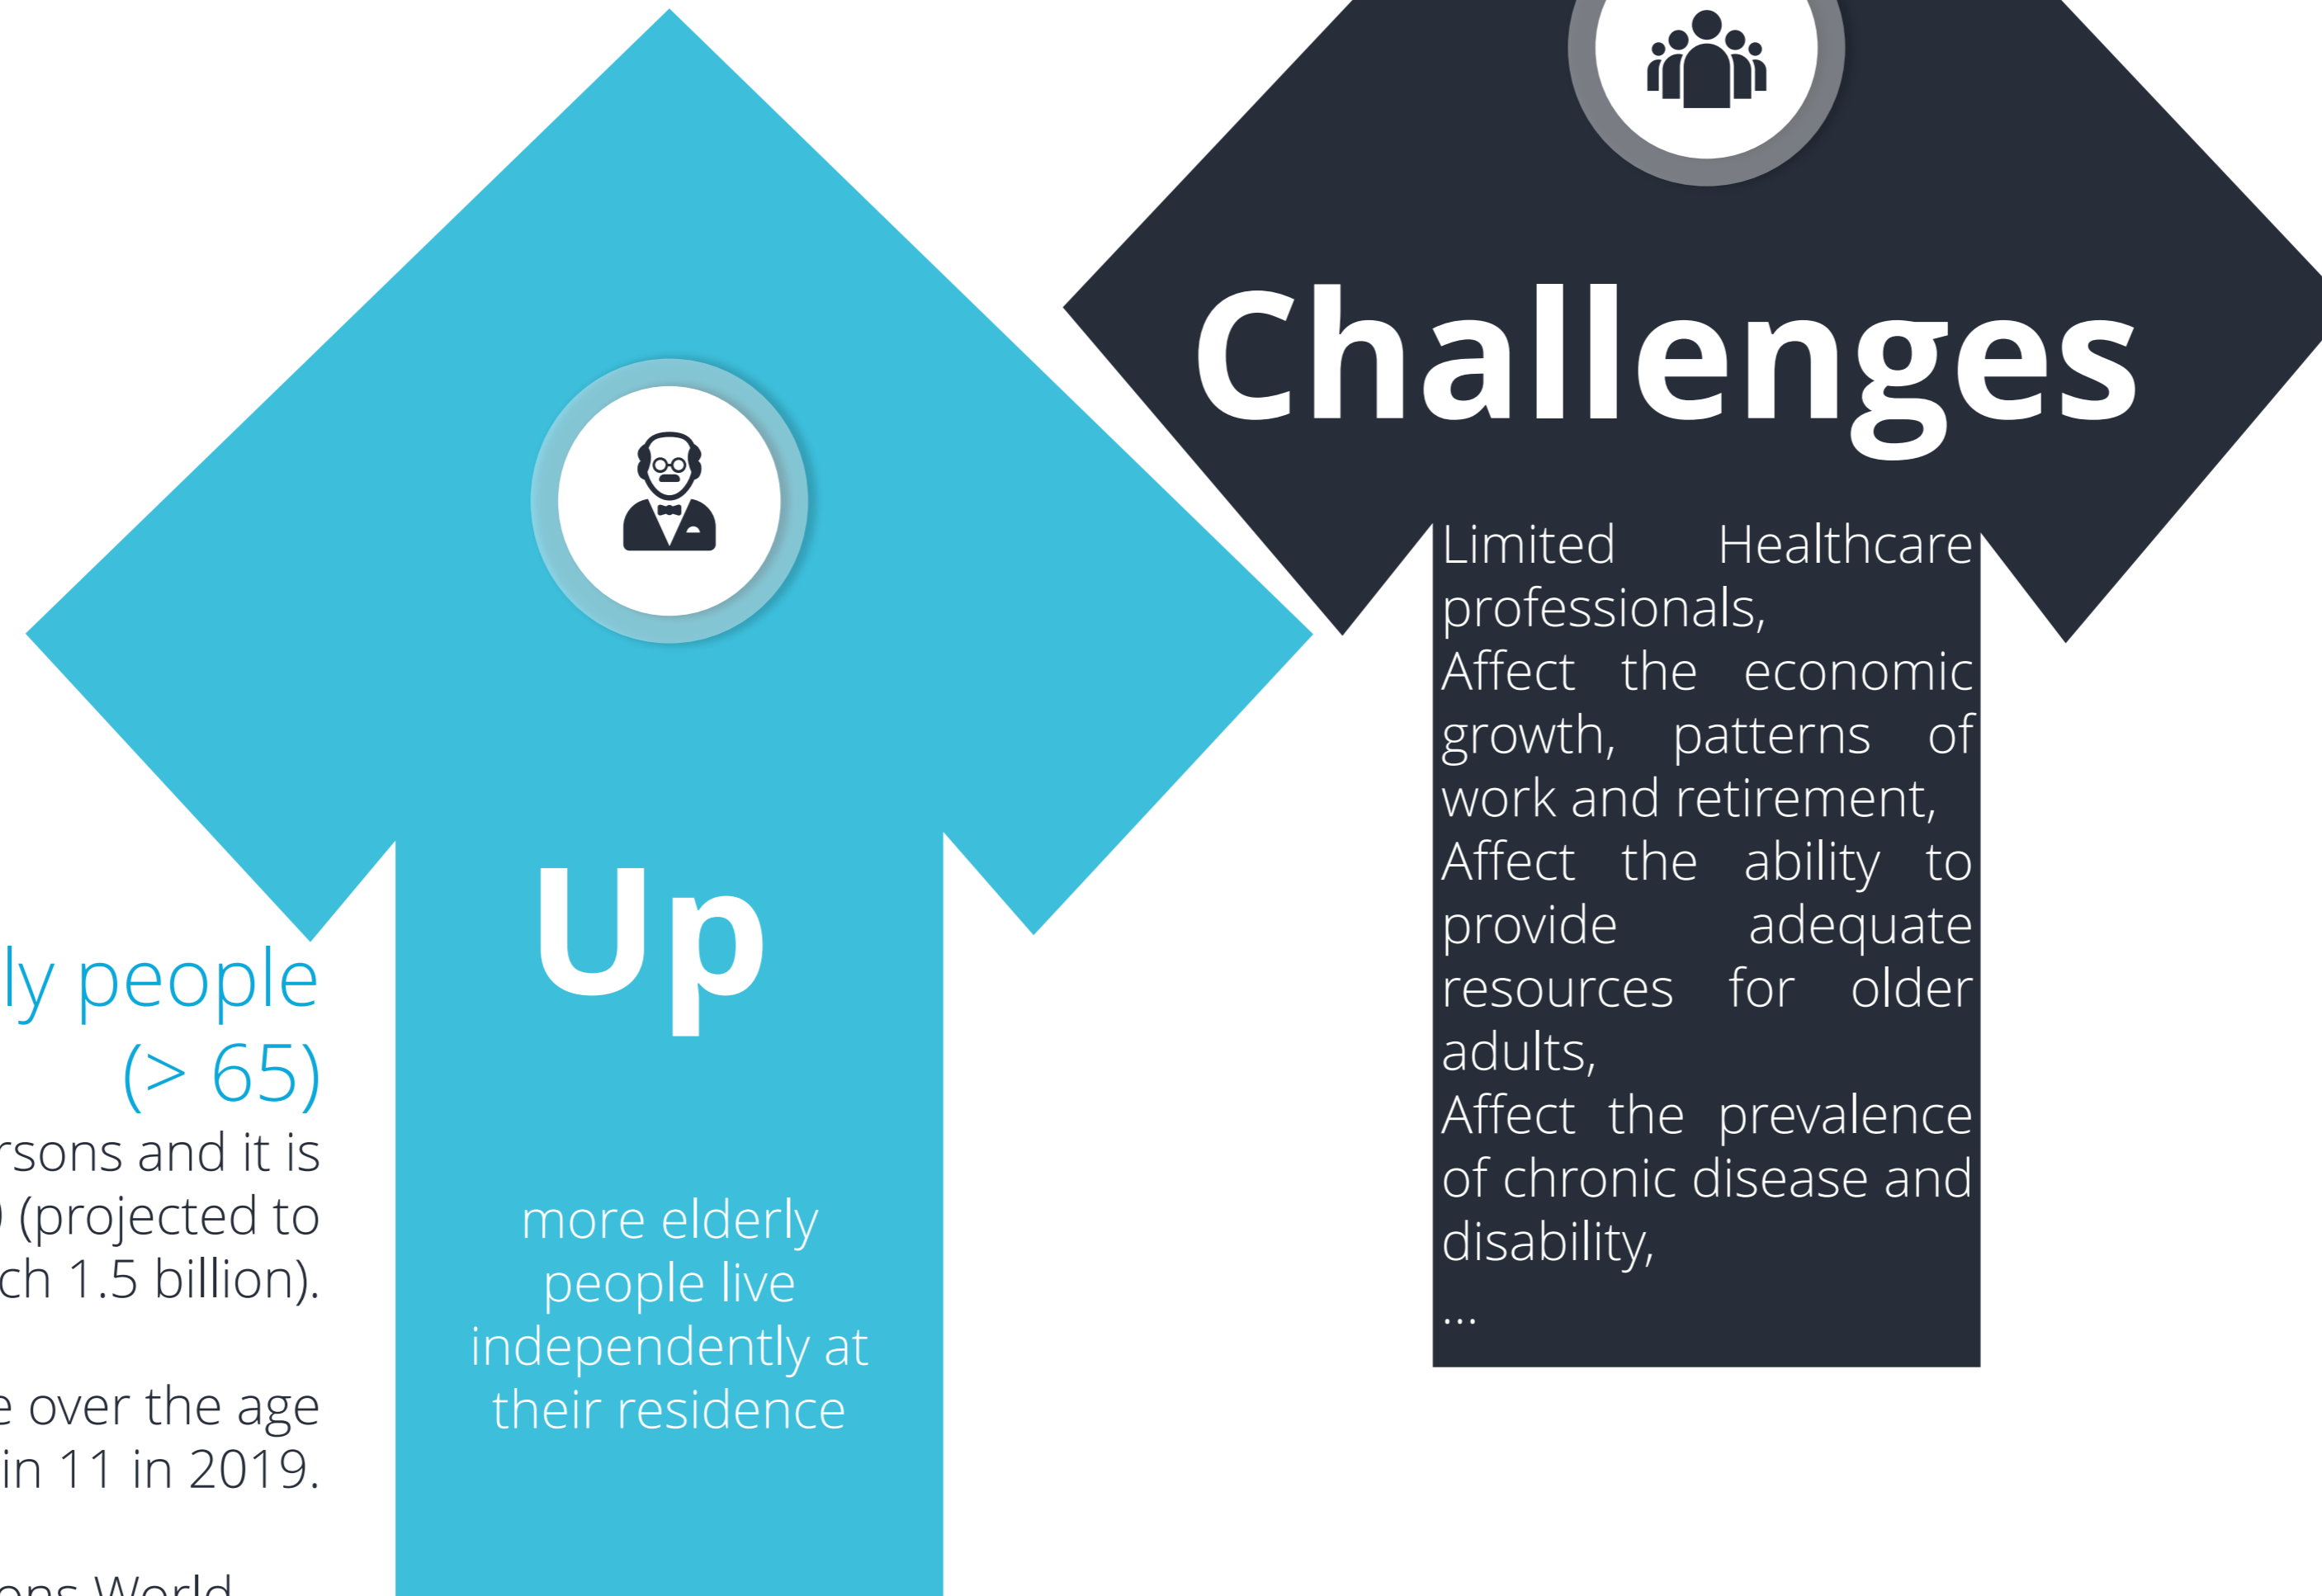 Challenges
Limited Healthcare
professionals,
Affect the economic
growth, patterns of
work and retirement,
Affect the ability to
provide adequate
resources for older
adults,
Affect the prevalence
of chronic disease and
disability,
...
Up
more elderly
people live
independently at
their residence
people
(> 65)
and it is
(projected to
1.5 billion).
over the age
in 11 in 2019.
World